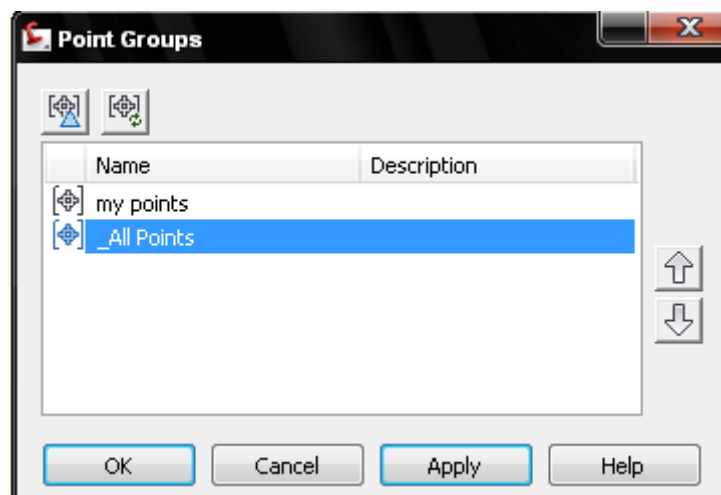 Point Groups
Name Description
my points
_All Points
OK Cancel Apply Help